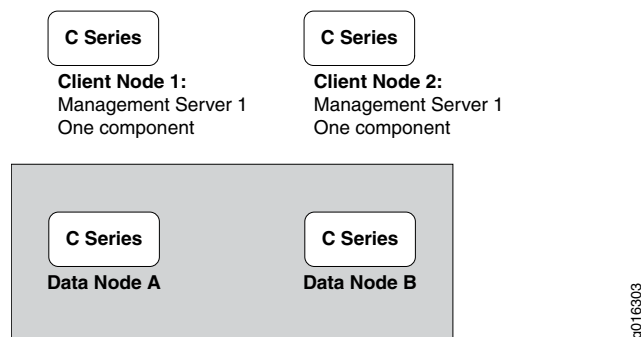 C Series
C Series
Client Node 1:
Management Server 1
One component
Client Node 2:
Management Server 1
One component
C Series
C Series
Data Node A
Data Node B
g016303